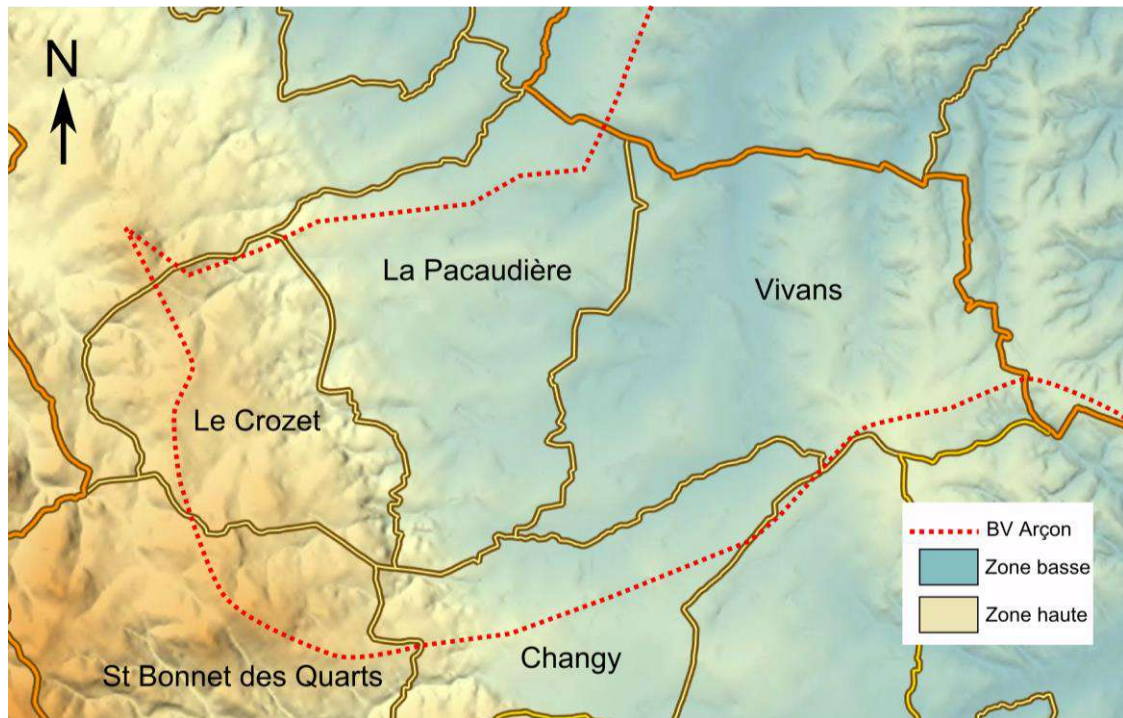 N
La Pacaudière
Vivans
Le Crozet
St Bonnet des Quarts
Changy
BV Arçon
Zone basse
Zone haute